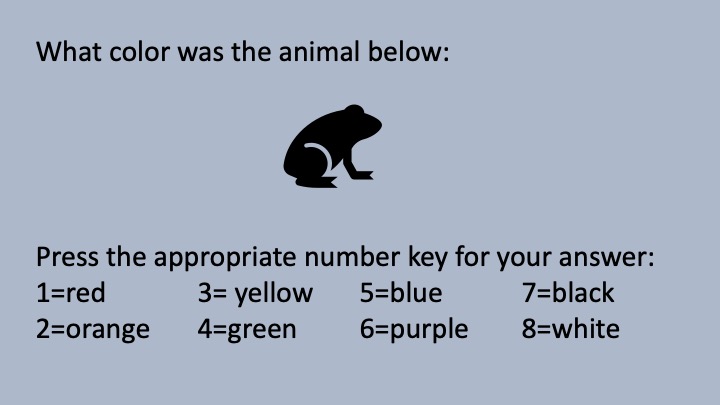 What color was the animal below:
Press the appropriate number key for your answer:
1=red 3= yellow 5=blue 7=black
2=orange 4=green 6=purple 8=white